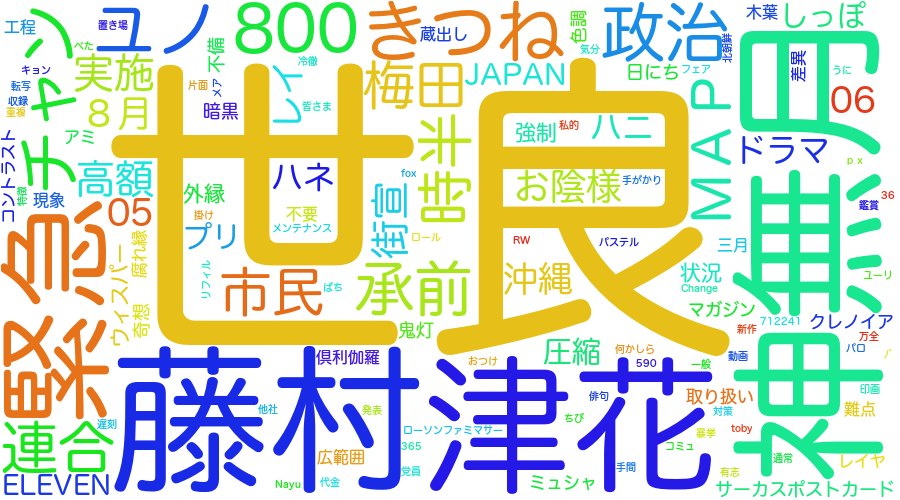 世良
藤村津花
神無月
緊急
連合
ELEVEN
チャン
ユノ
800
きつね
政治
しっぽ
木葉
工程
置き場
べた
キョン
転写
収録
重複
実施
8月
アミ
高額
05
現象
コントラスト
特設
不備
片面
メア
暗黒
レイ
冷徹
皆さま
蔵出し
梅田
JAPAN
気分
色調
日にち
フェア
北朝鮮
差異
うに
06
MAP
ドラマ
px
鑑賞
36
ユーリ
時半
強制
私的
ハニ
お陰様
手がかり
fox
街宣
ハネ
外縁
掛け
プリ
不要
メンテナンス
ロール
RW
パステル
三月
市民
リフィル
ばち
承前
沖縄
状況
Change
マガジン
712241
クレノイア
新作
万全
バロ
動画
ウィスパー
腐れ縁
奇想
鬼灯
倶利伽羅
圧縮
おつけ
何かしら
590
一般
俳句
取り扱い
対策
印画
難点
toby
暴挙
コミュ
ちび
ローソンファミマサー
365
党員
発表
他社
遅刻
広範囲
代金
Nayu
ミュシャ
手間
有志
通常
レイヤ
サーカスポストカード